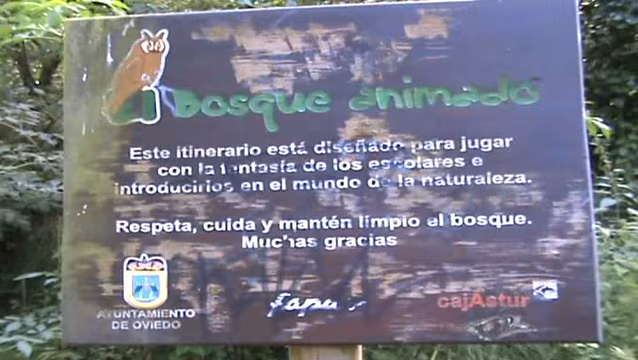 El Bosque animado
Este itinerario está diseñado para jugar
con la fantasía de los escolares e
introducirlos en el mundo de la naturaleza.
Respeta, cuida y mantén limpio el bosque.
Muchas gracias
AYUNTAMIENTO
DE OVIEDO
cajAstur